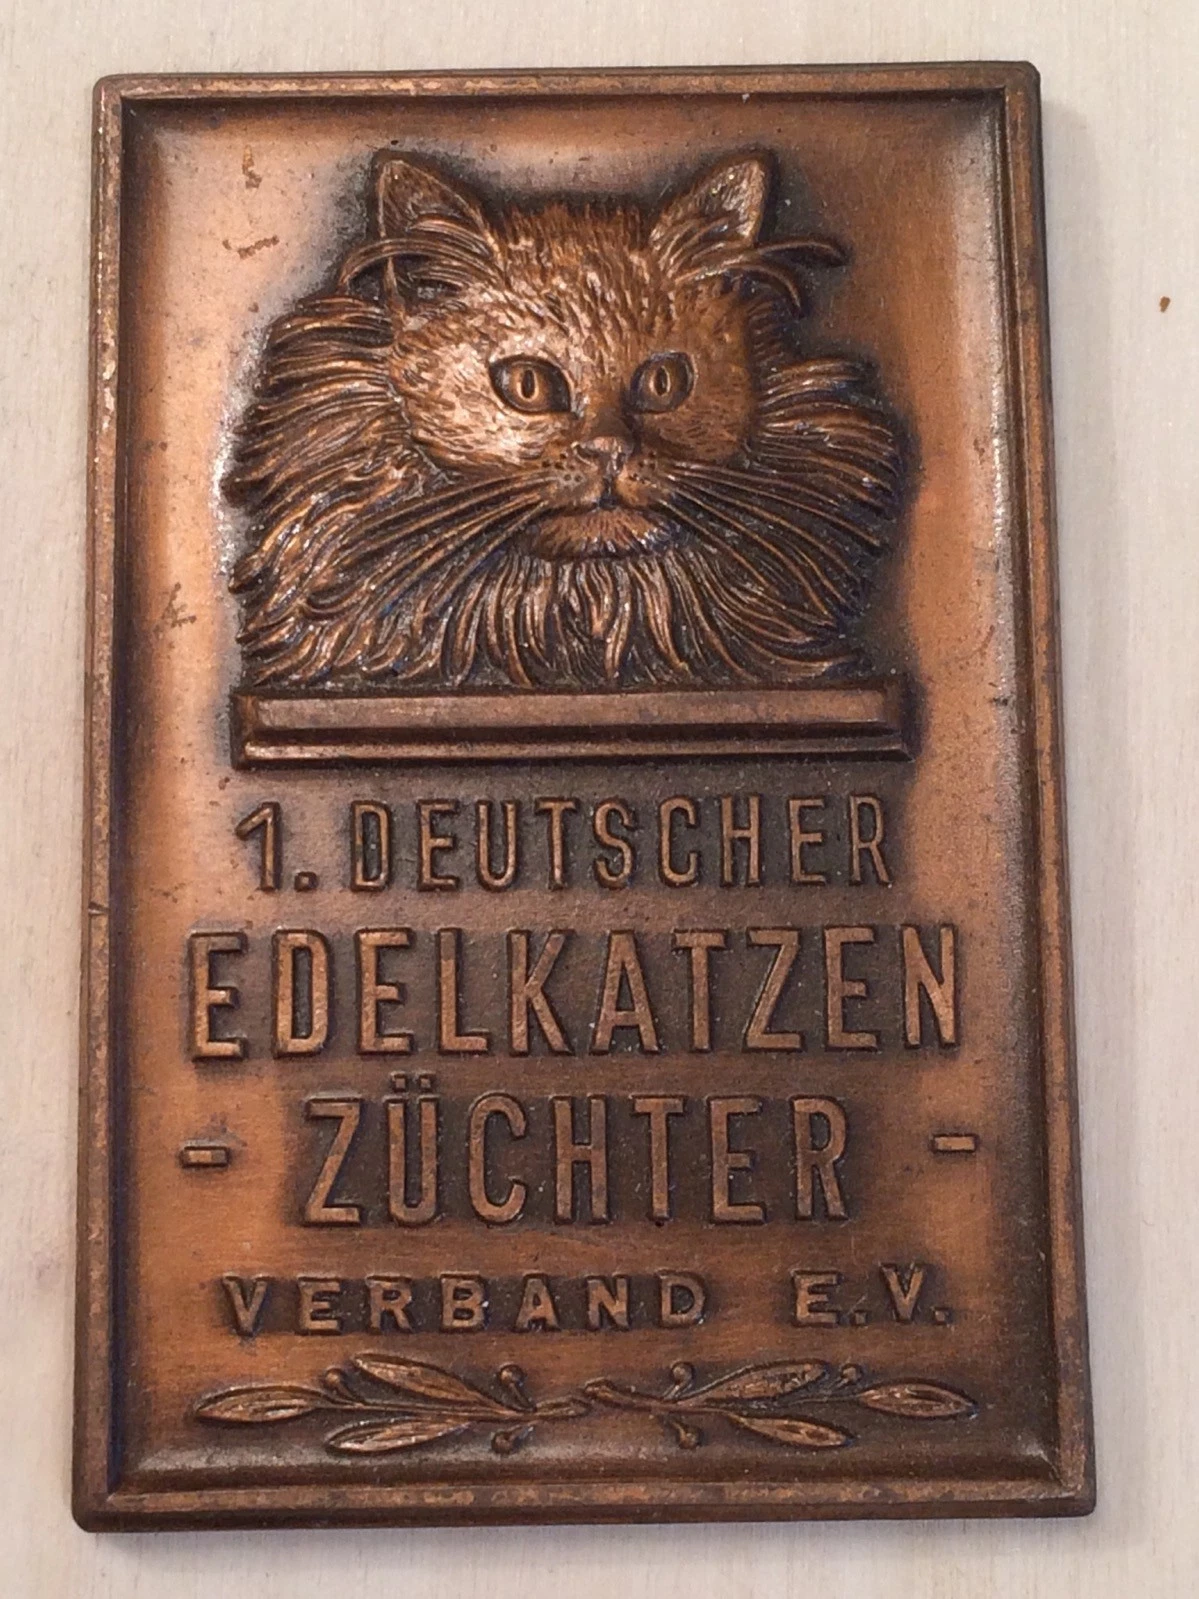 1. DEUTSCHER
EDELKATZEN
- ZÜCHTER -
VERBAND E.V.